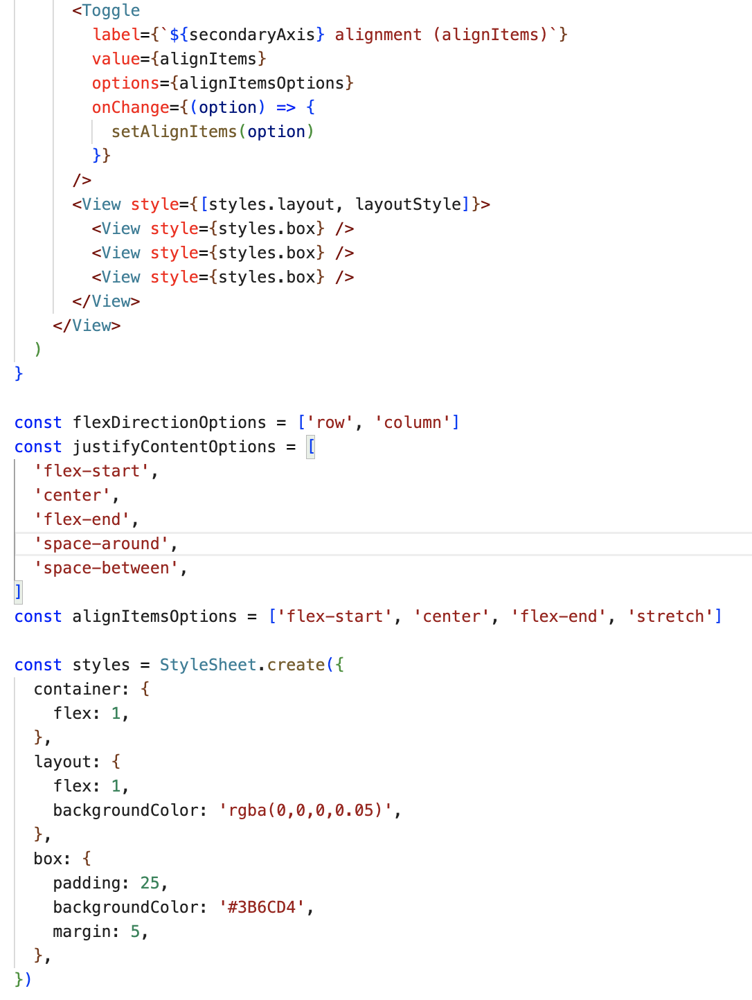 <Toggle
label={`${secondaryAxis} alignment (alignItems)`}
value={alignItems}
options={alignItemsOptions}
onChange={(option) => {
setAlignItems(option)
}}
/>
<View style={[styles.layout, layoutStyle]}>
<View style={styles.box} />
<View style={styles.box} />
<View style={styles.box} />
</View>
</View>
)
}
const flexDirectionOptions = ['row', 'column']
const justifyContentOptions = [
'flex-start',
'center',
'flex-end',
'space-around',
'space-between',
]
const alignItemsOptions = ['flex-start', 'center', 'flex-end', 'stretch']
const styles = StyleSheet.create({
container: {
flex: 1,
},
layout: {
flex: 1,
backgroundColor: 'rgba(0,0,0,0.05)',
},
box: {
padding: 25,
backgroundColor: '#3B6CD4',
margin: 5,
},
})